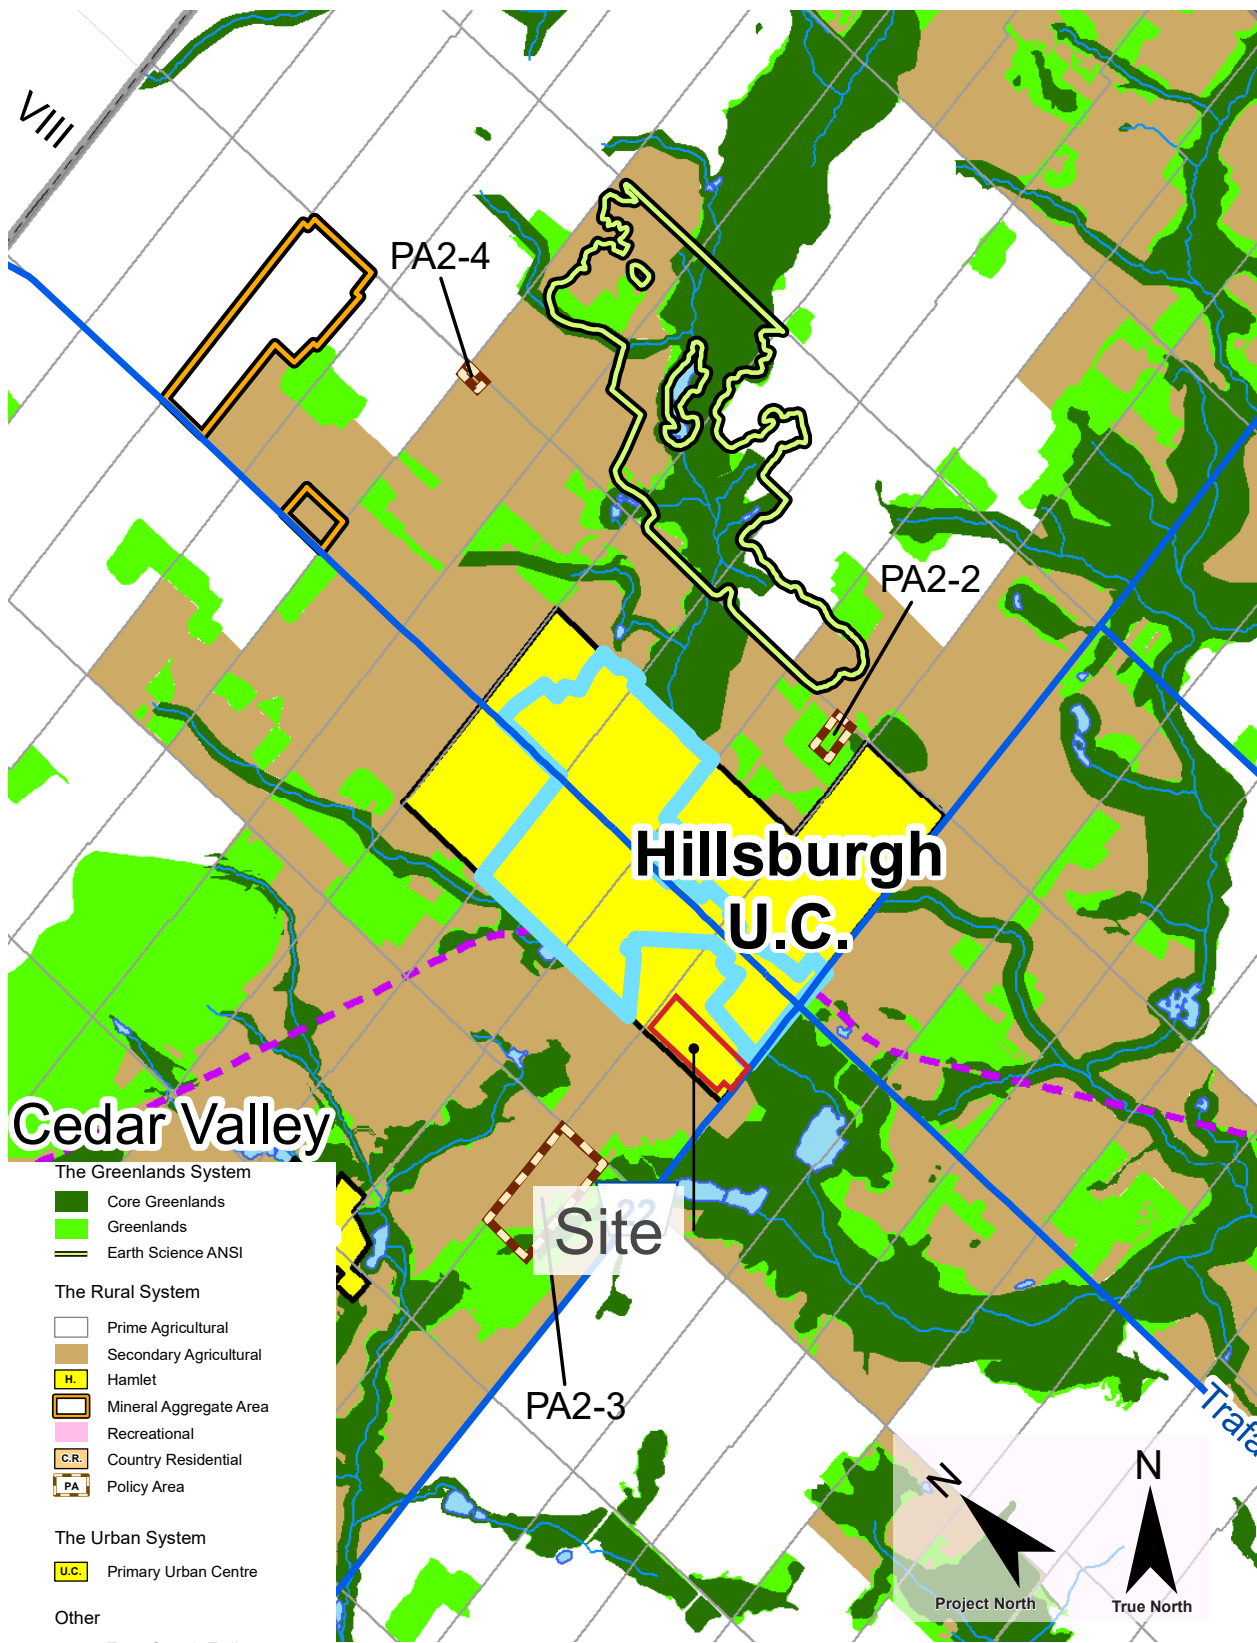 VIII
PA2-4
PA2-2
Hillsburgh
U.C.
Cedar Valley
The Greenlands System
Core Greenlands
Greenlands
Earth Science ANSI
The Rural System
Prime Agricultural
Secondary Agricultural
H. Hamlet
Mineral Aggregate Area
Recreational
C.R. Country Residential
PA Policy Area
The Urban System
U.C. Primary Urban Centre
Other
22
Site
PA2-3
Trafa
N
N
Project North
True North